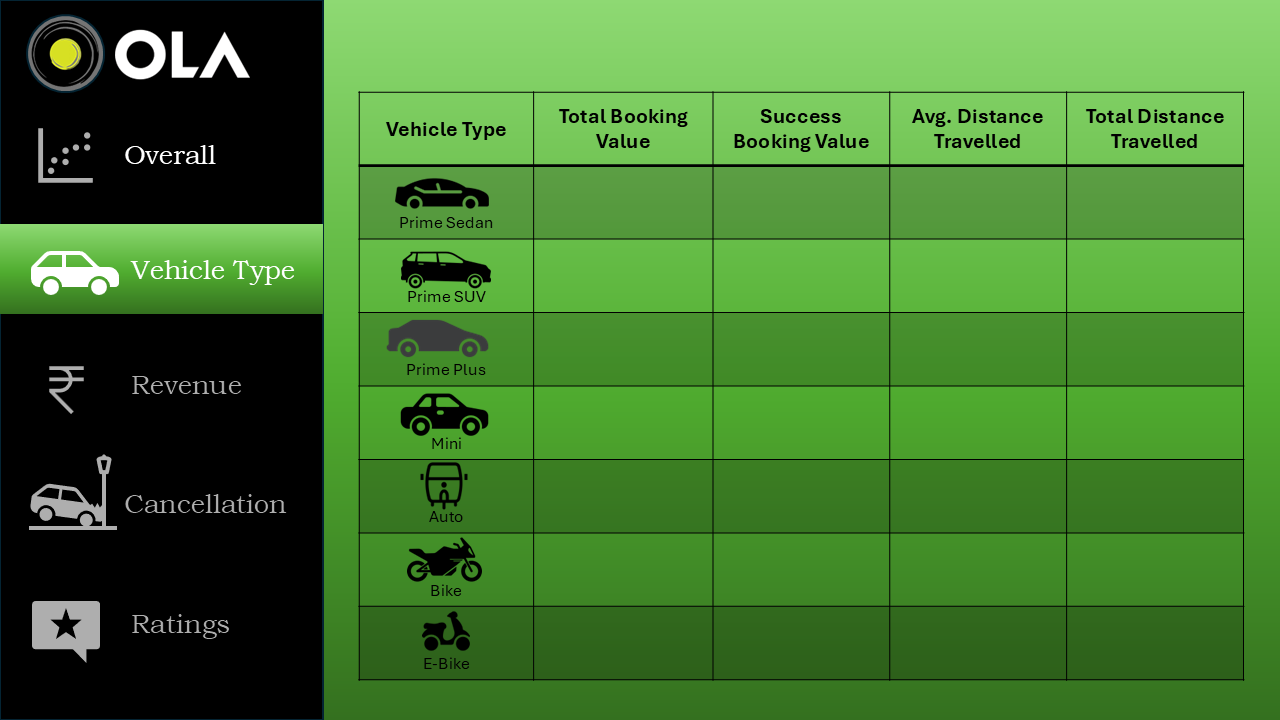 OLA
Overall
Vehicle Type
Revenue
Cancellation
Ratings
Vehicle Type
Total Booking
Value
Success
Booking Value
Avg. Distance
Travelled
Total Distance
Travelled
Prime Sedan
Prime SUV
Prime Plus
Mini
Auto
Bike
E-Bike